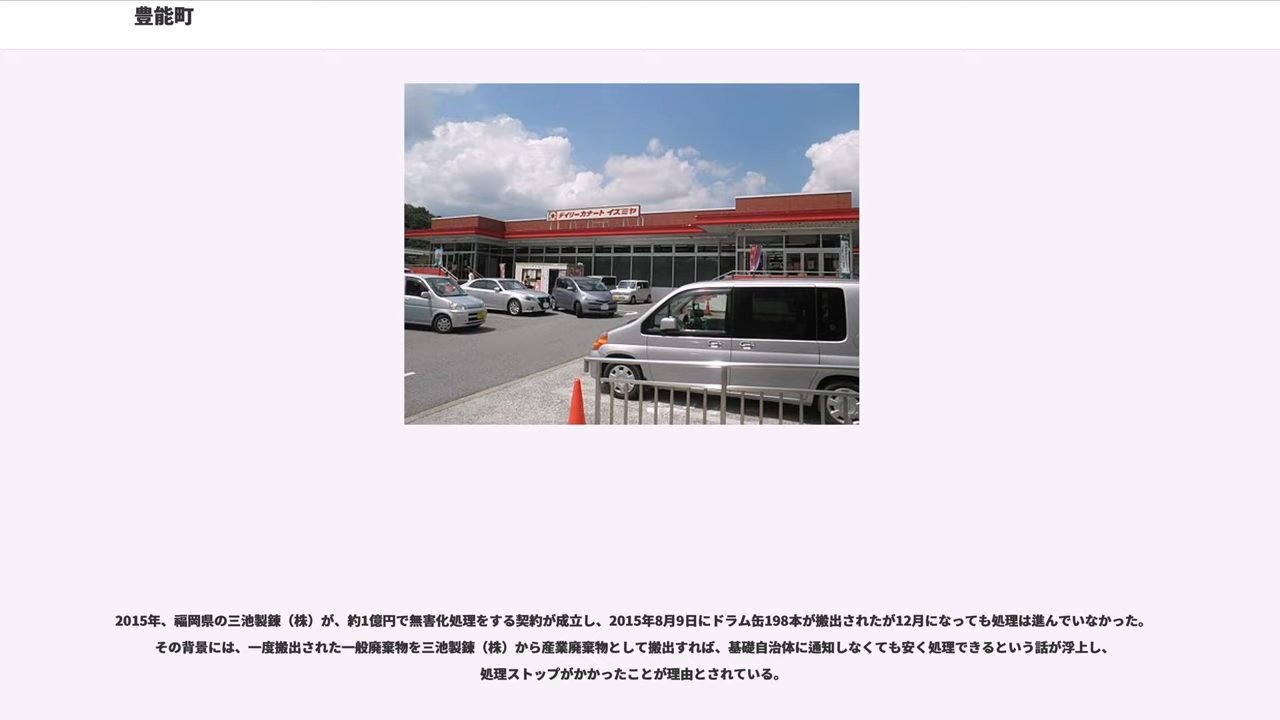 豊能町
デイリーカナート イズミヤ
2015年、福岡県の三池製錬（株）が、約1億円で無害化処理をする契約が成立し、2015年8月9日にドラム缶198本が搬出されたが12月になっても処理は進んでいなかった。
その背景には、一度搬出された一般廃棄物を三池製錬（株）から産業廃棄物として搬出すれば、基礎自治体に通知しなくても安く処理できるという話が浮上し、
処理ストップがかかったことが理由とされている。